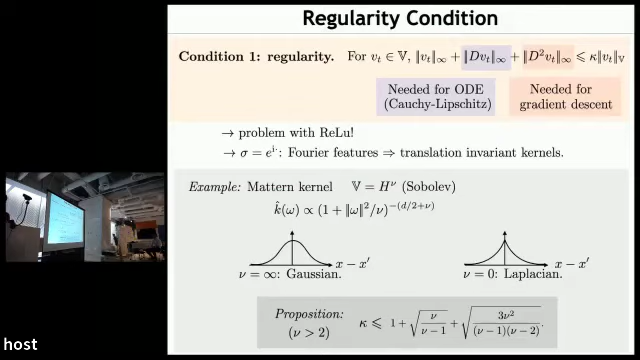 Regularity Condition
Condition 1: regularity. For v_t ∈ 𝕍, ‖v_t‖_∞ + ‖Dv_t‖_∞ + ‖D²v_t‖_∞ ⩽ κ‖v_t‖_𝕍
Needed for ODE
(Cauchy-Lipschitz)
Needed for
gradient descent
→ problem with ReLu!
→ σ = e^{i·}: Fourier features ⇒ translation invariant kernels.
Example: Mattern kernel 𝕍 = H^ν (Sobolev)
k̂(ω) ∝ (1 + ‖ω‖²/ν)^{−(d/2+ν)}
x − x′
x − x′
ν = ∞: Gaussian.
ν = 0: Laplacian.
Proposition:
(ν > 2)
κ ⩽ 1 + √(ν/(ν−1)) + √(3ν²/((ν−1)(ν−2))).
host